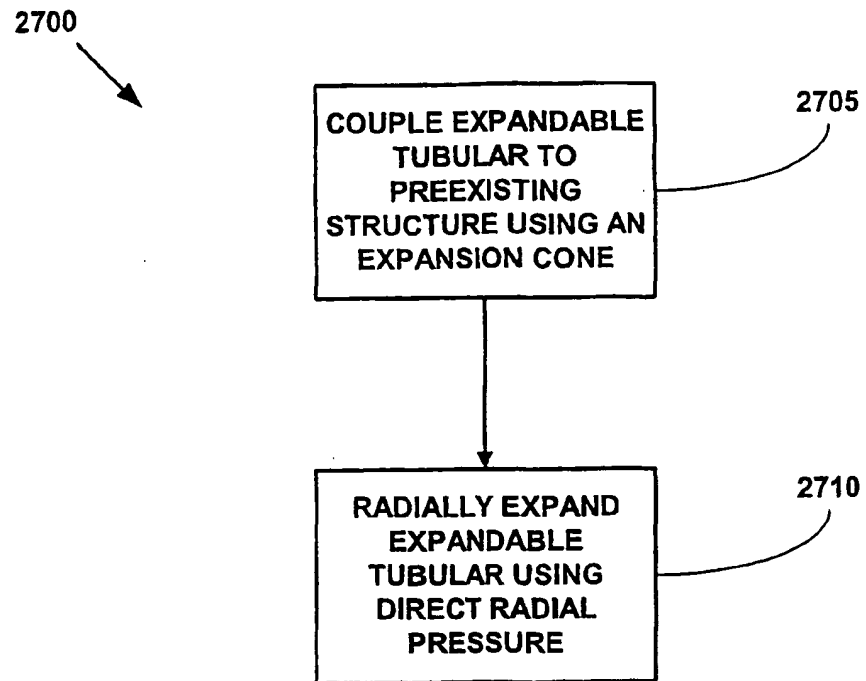 2700
COUPLE EXPANDABLE
TUBULAR TO
PREEXISTING
STRUCTURE USING AN
EXPANSION CONE
2705
RADIALLY EXPAND
EXPANDABLE
TUBULAR USING
DIRECT RADIAL
PRESSURE
2710